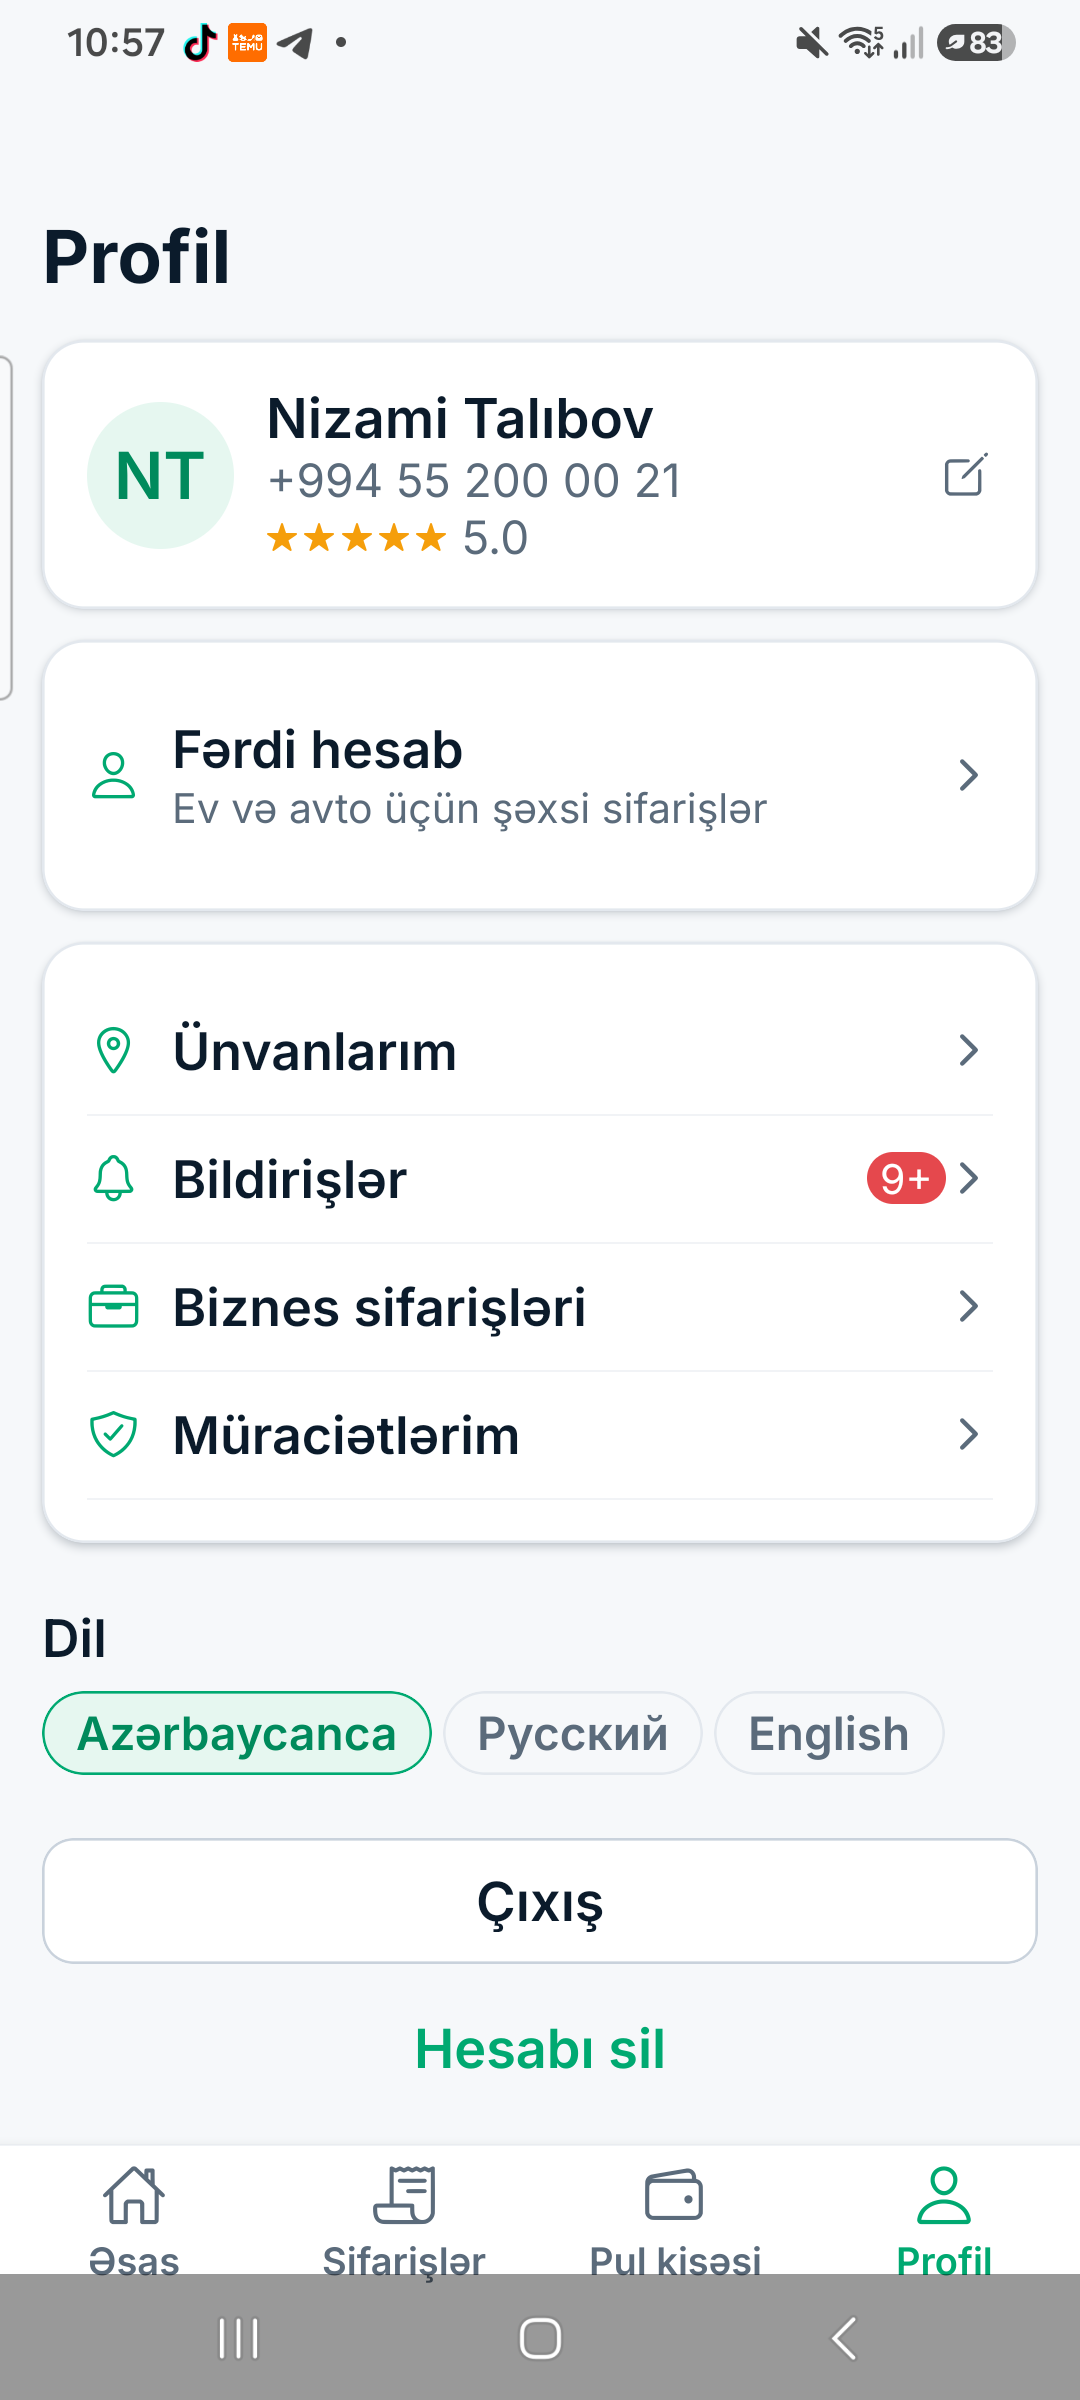 10:57
TEMU
5
83
Profil
NT
Nizami Talıbov
+994 55 200 00 21
★★★★★ 5.0
Fərdi hesab
Ev və avto üçün şəxsi sifarişlər
Ünvanlarım
Bildirişlər 9+
Biznes sifarişləri
Müraciətlərim
Dil
Azərbaycanca Русский English
Çıxış
Hesabı sil
Əsas Sifarişlər Pul kisəsi Profil